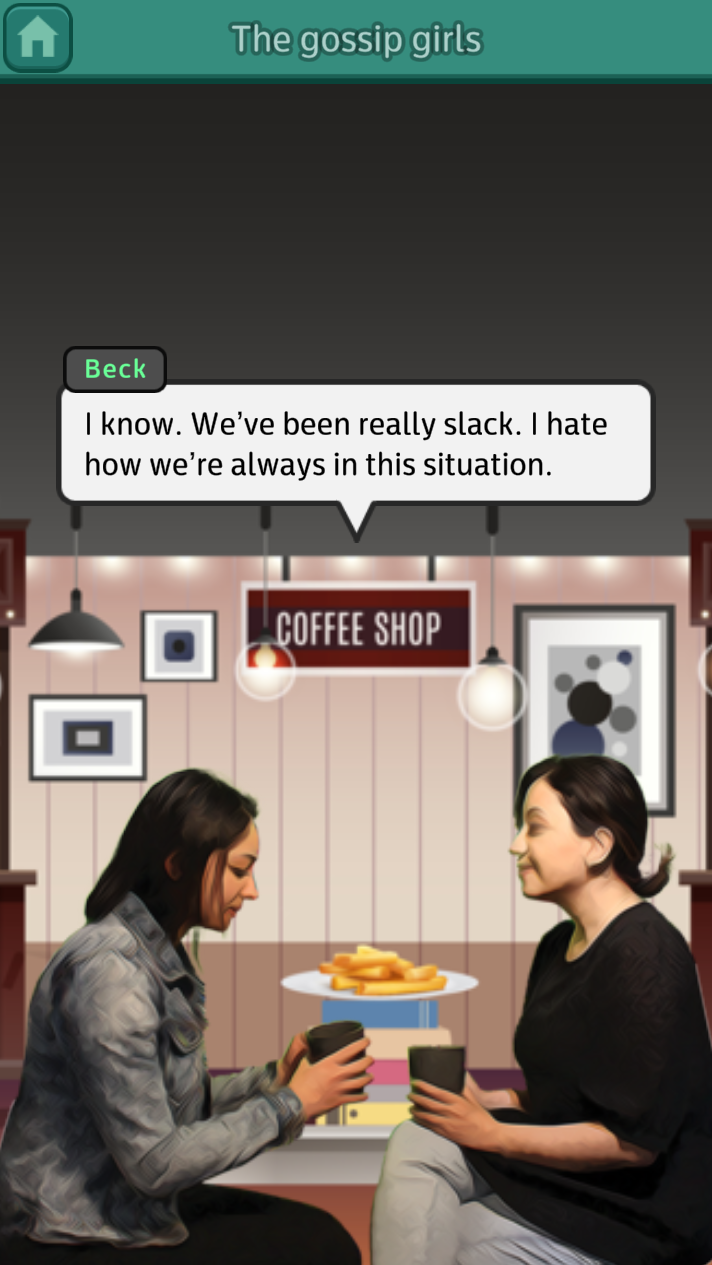 The gossip girls
Beck
I know. We’ve been really slack. I hate
how we’re always in this situation.
COFFEE SHOP